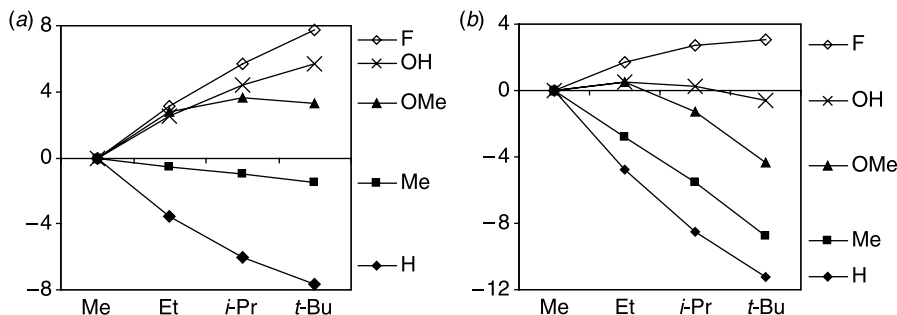 (a)
8
4
0
−4
−8
Me Et i-Pr t-Bu
F
OH
OMe
Me
H
(b)
4
0
−4
−8
−12
Me Et i-Pr t-Bu
F
OH
OMe
Me
H